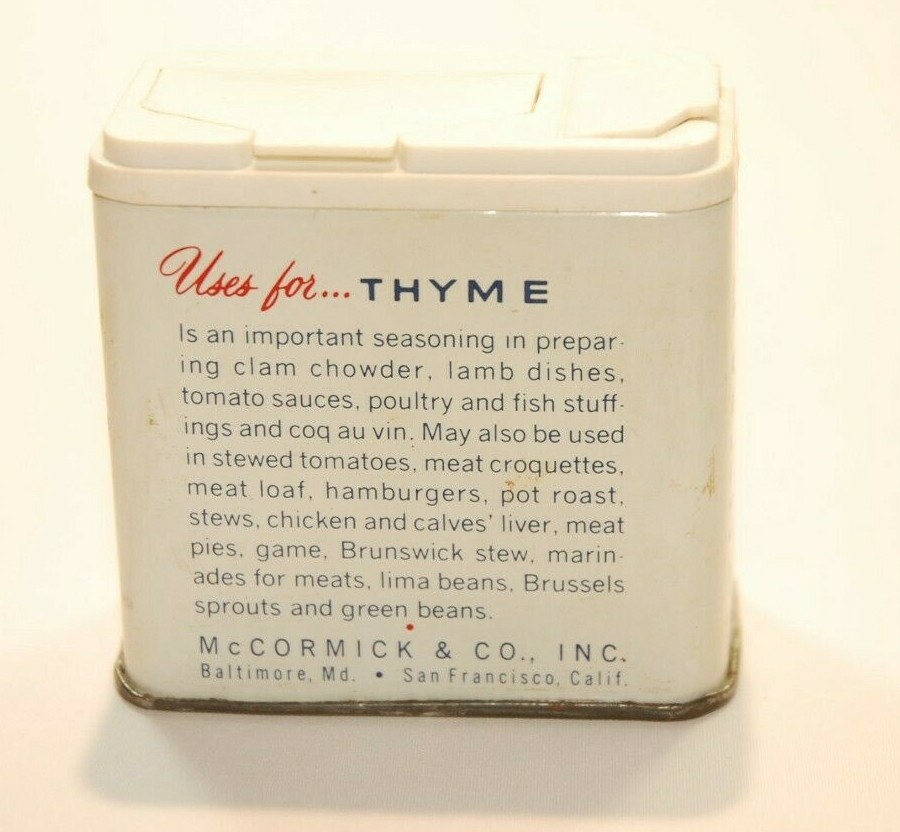 Uses for... THYME
Is an important seasoning in prepar-
ing clam chowder, lamb dishes,
tomato sauces, poultry and fish stuff-
ings and coq au vin. May also be used
in stewed tomatoes, meat croquettes,
meat loaf, hamburgers, pot roast,
stews, chicken and calves' liver, meat
pies, game, Brunswick stew, marin-
ades for meats, lima beans, Brussels
sprouts and green beans.
McCORMICK & CO., INC.
Baltimore, Md. • San Francisco, Calif.